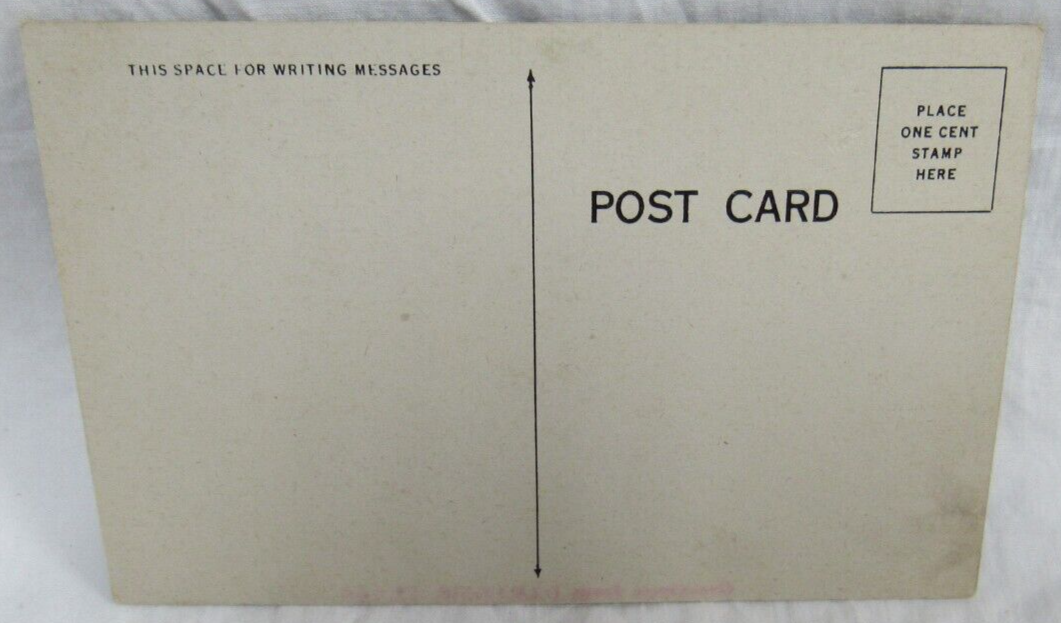 THIS SPACE FOR WRITING MESSAGES
PLACE
ONE CENT
STAMP
HERE
POST CARD